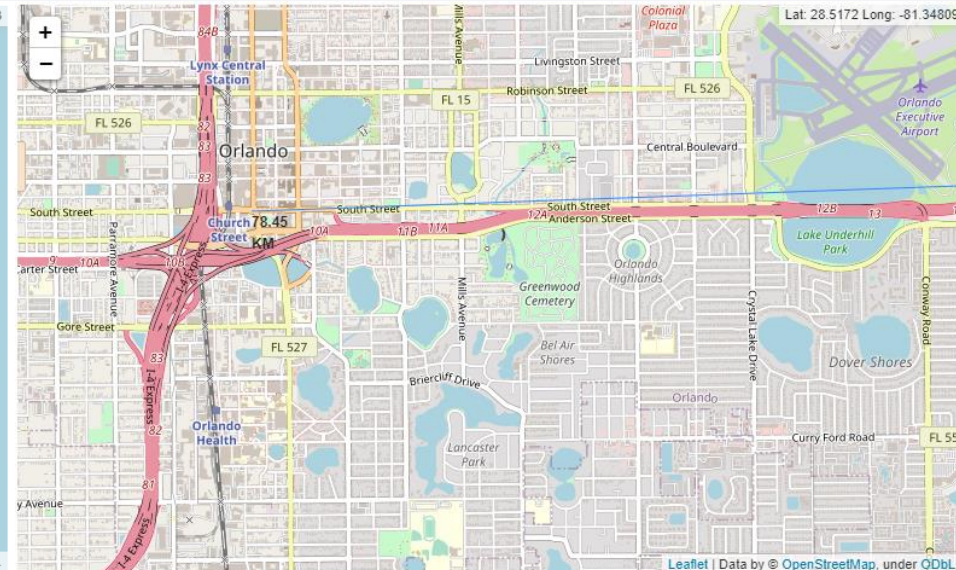 +
−
Lat: 28.5172 Long: -81.34809
84B
Mills Avenue
Colonial
Plaza
Lynx Central
Station
Livingston Street
FL 526
FL 15
Robinson Street
FL 526
Orlando
Executive
Airport
82
83
Orlando
Central Boulevard
83
South Street
South Street
South Street
Church
Street
78.45
KM
12A
Anderson Street
12B
13
Parramore Avenue
10A
11B
11A
Lake Underhill
Park
9
10A
10B
Carter Street
I-4 Express
Orlando
Highlands
Greenwood
Cemetery
Mills Avenue
Crystal Lake Drive
Conway Road
Gore Street
FL 527
83
Bel Air
Shores
Dover Shores
I-4 Express
Briercliff Drive
Orlando
82
Orlando
Health
Curry Ford Road
FL 55
Lancaster
Park
81
y Avenue
I-4 Express
Leaflet | Data by © OpenStreetMap, under ODbL